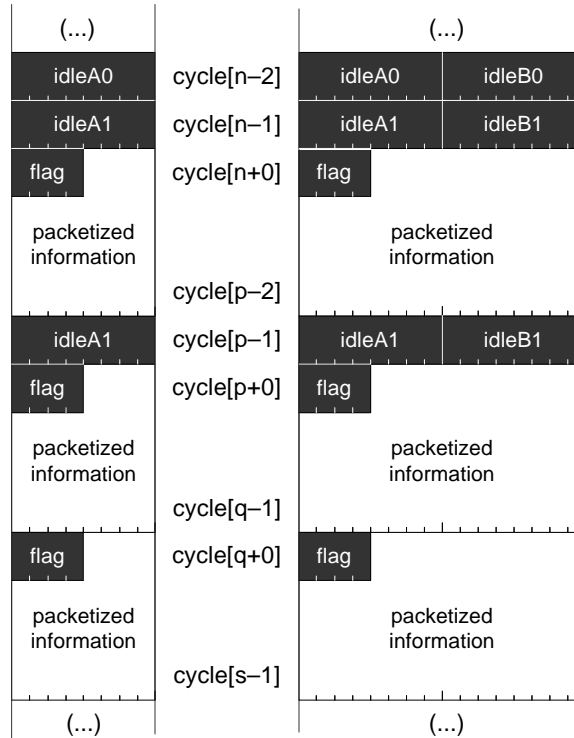 (...) (...)
idleA0 cycle[n–2] idleA0 idleB0
idleA1 cycle[n–1] idleA1 idleB1
flag cycle[n+0] flag
packetized packetized
information information
cycle[p–2]
idleA1 cycle[p–1] idleA1 idleB1
flag cycle[p+0] flag
packetized packetized
information information
cycle[q–1]
flag cycle[q+0] flag
packetized packetized
information information
cycle[s–1]
(...) (...)